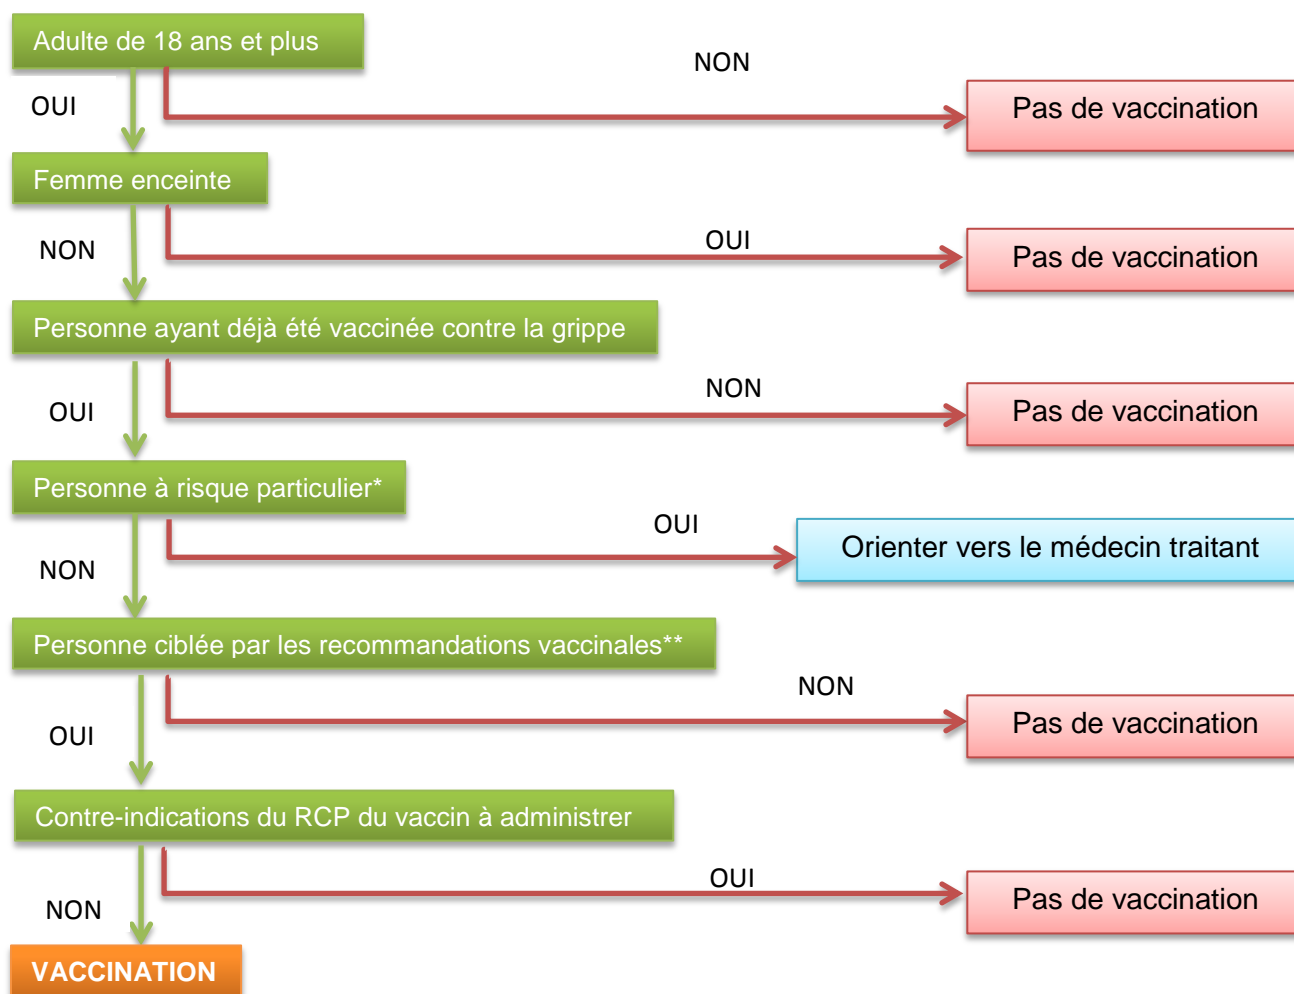 Adulte de 18 ans et plus
NON
OUI
Pas de vaccination
Femme enceinte
NON
OUI
Pas de vaccination
Personne ayant déjà été vaccinée contre la grippe
NON
OUI
Pas de vaccination
Personne à risque particulier*
OUI
Orienter vers le médecin traitant
NON
Personne ciblée par les recommandations vaccinales**
NON
OUI
Pas de vaccination
Contre-indications du RCP du vaccin à administrer
OUI
Pas de vaccination
NON
VACCINATION